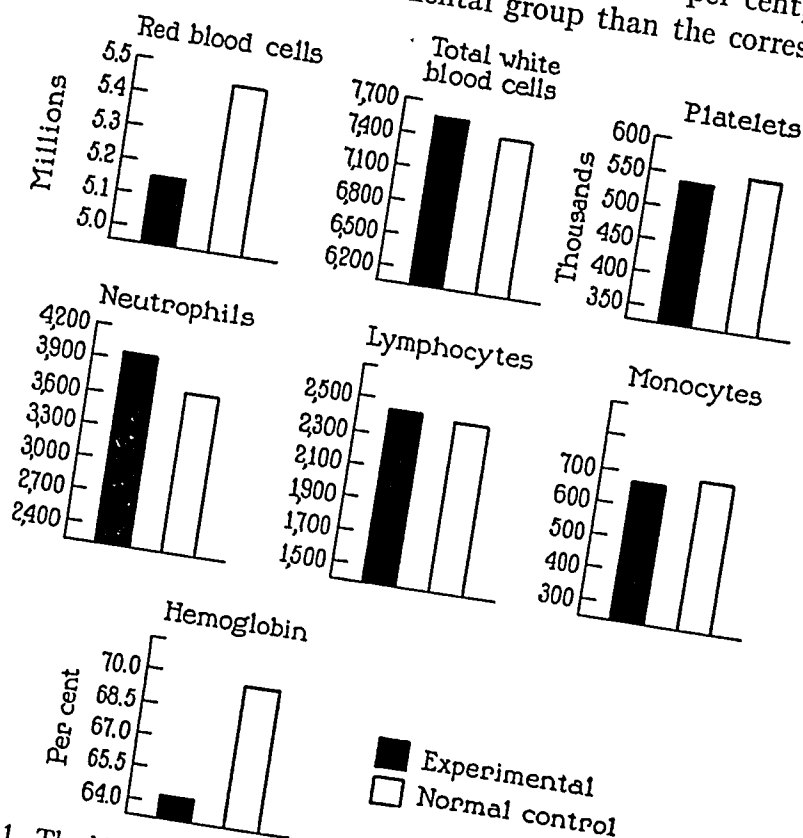 per cent,
mental group than the corres
Red blood cells
Millions
5.5
5.4
5.3
5.2
5.1
5.0
Total white
blood cells
7,700
7,400
7,100
6,800
6,500
6,200
Platelets
Thousands
600
550
500
450
400
350
Neutrophils
4,200
3,900
3,600
3,300
3,000
2,700
2,400
Lymphocytes
2,500
2,300
2,100
1,900
1,700
1,500
Monocytes
700
600
500
400
300
Hemoglobin
Per cent
70.0
68.5
67.0
65.5
64.0
Experimental
Normal control